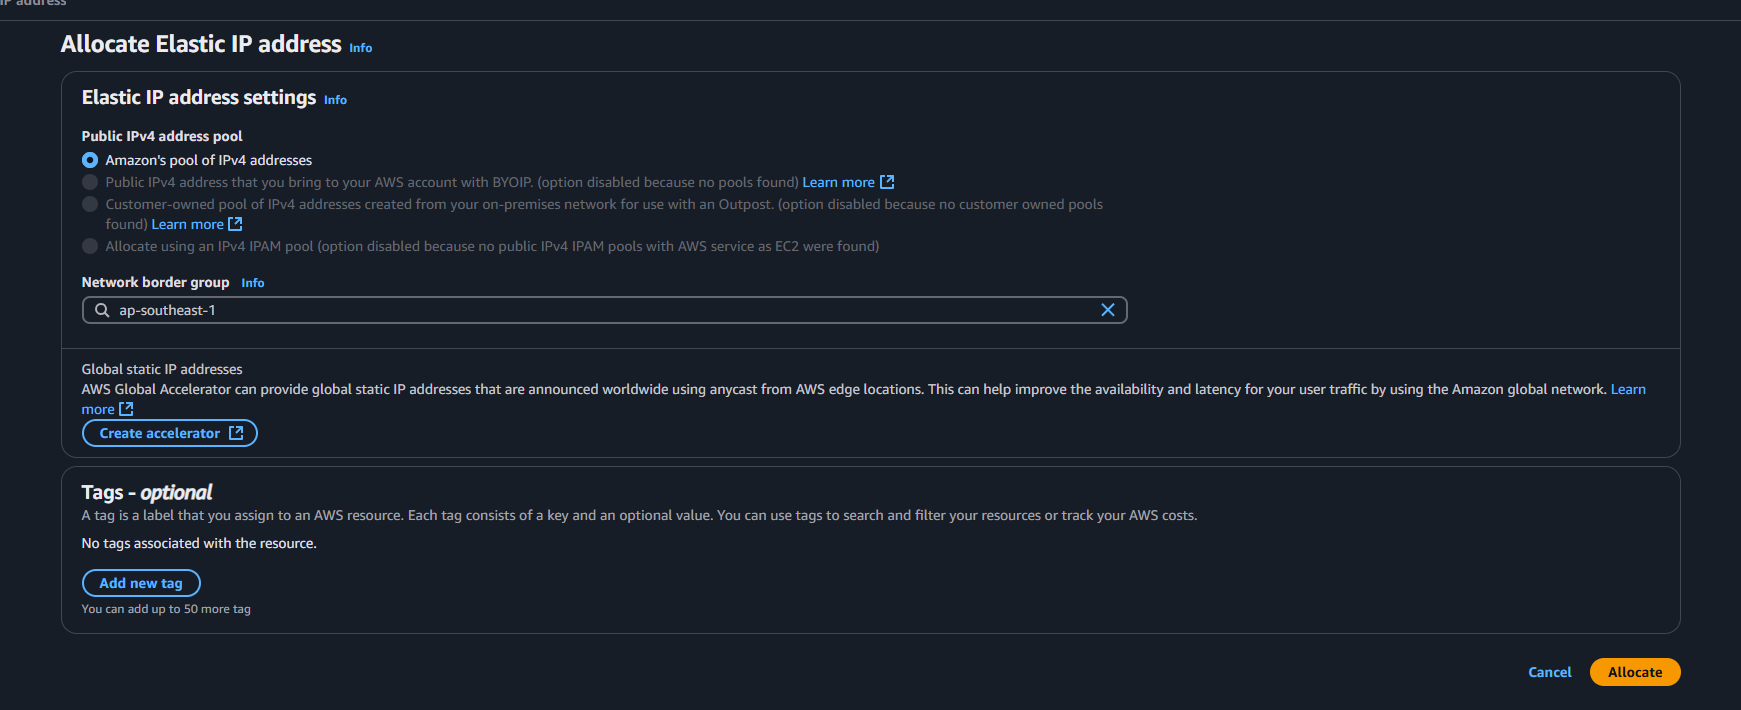 IP address
Allocate Elastic IP address Info
Elastic IP address settings Info
Public IPv4 address pool
Amazon's pool of IPv4 addresses
Public IPv4 address that you bring to your AWS account with BYOIP. (option disabled because no pools found) Learn more
Customer-owned pool of IPv4 addresses created from your on-premises network for use with an Outpost. (option disabled because no customer owned pools
found) Learn more
Allocate using an IPv4 IPAM pool (option disabled because no public IPv4 IPAM pools with AWS service as EC2 were found)
Network border group Info
ap-southeast-1
Global static IP addresses
AWS Global Accelerator can provide global static IP addresses that are announced worldwide using anycast from AWS edge locations. This can help improve the availability and latency for your user traffic by using the Amazon global network. Learn
more
Create accelerator
Tags - optional
A tag is a label that you assign to an AWS resource. Each tag consists of a key and an optional value. You can use tags to search and filter your resources or track your AWS costs.
No tags associated with the resource.
Add new tag
You can add up to 50 more tag
Cancel Allocate